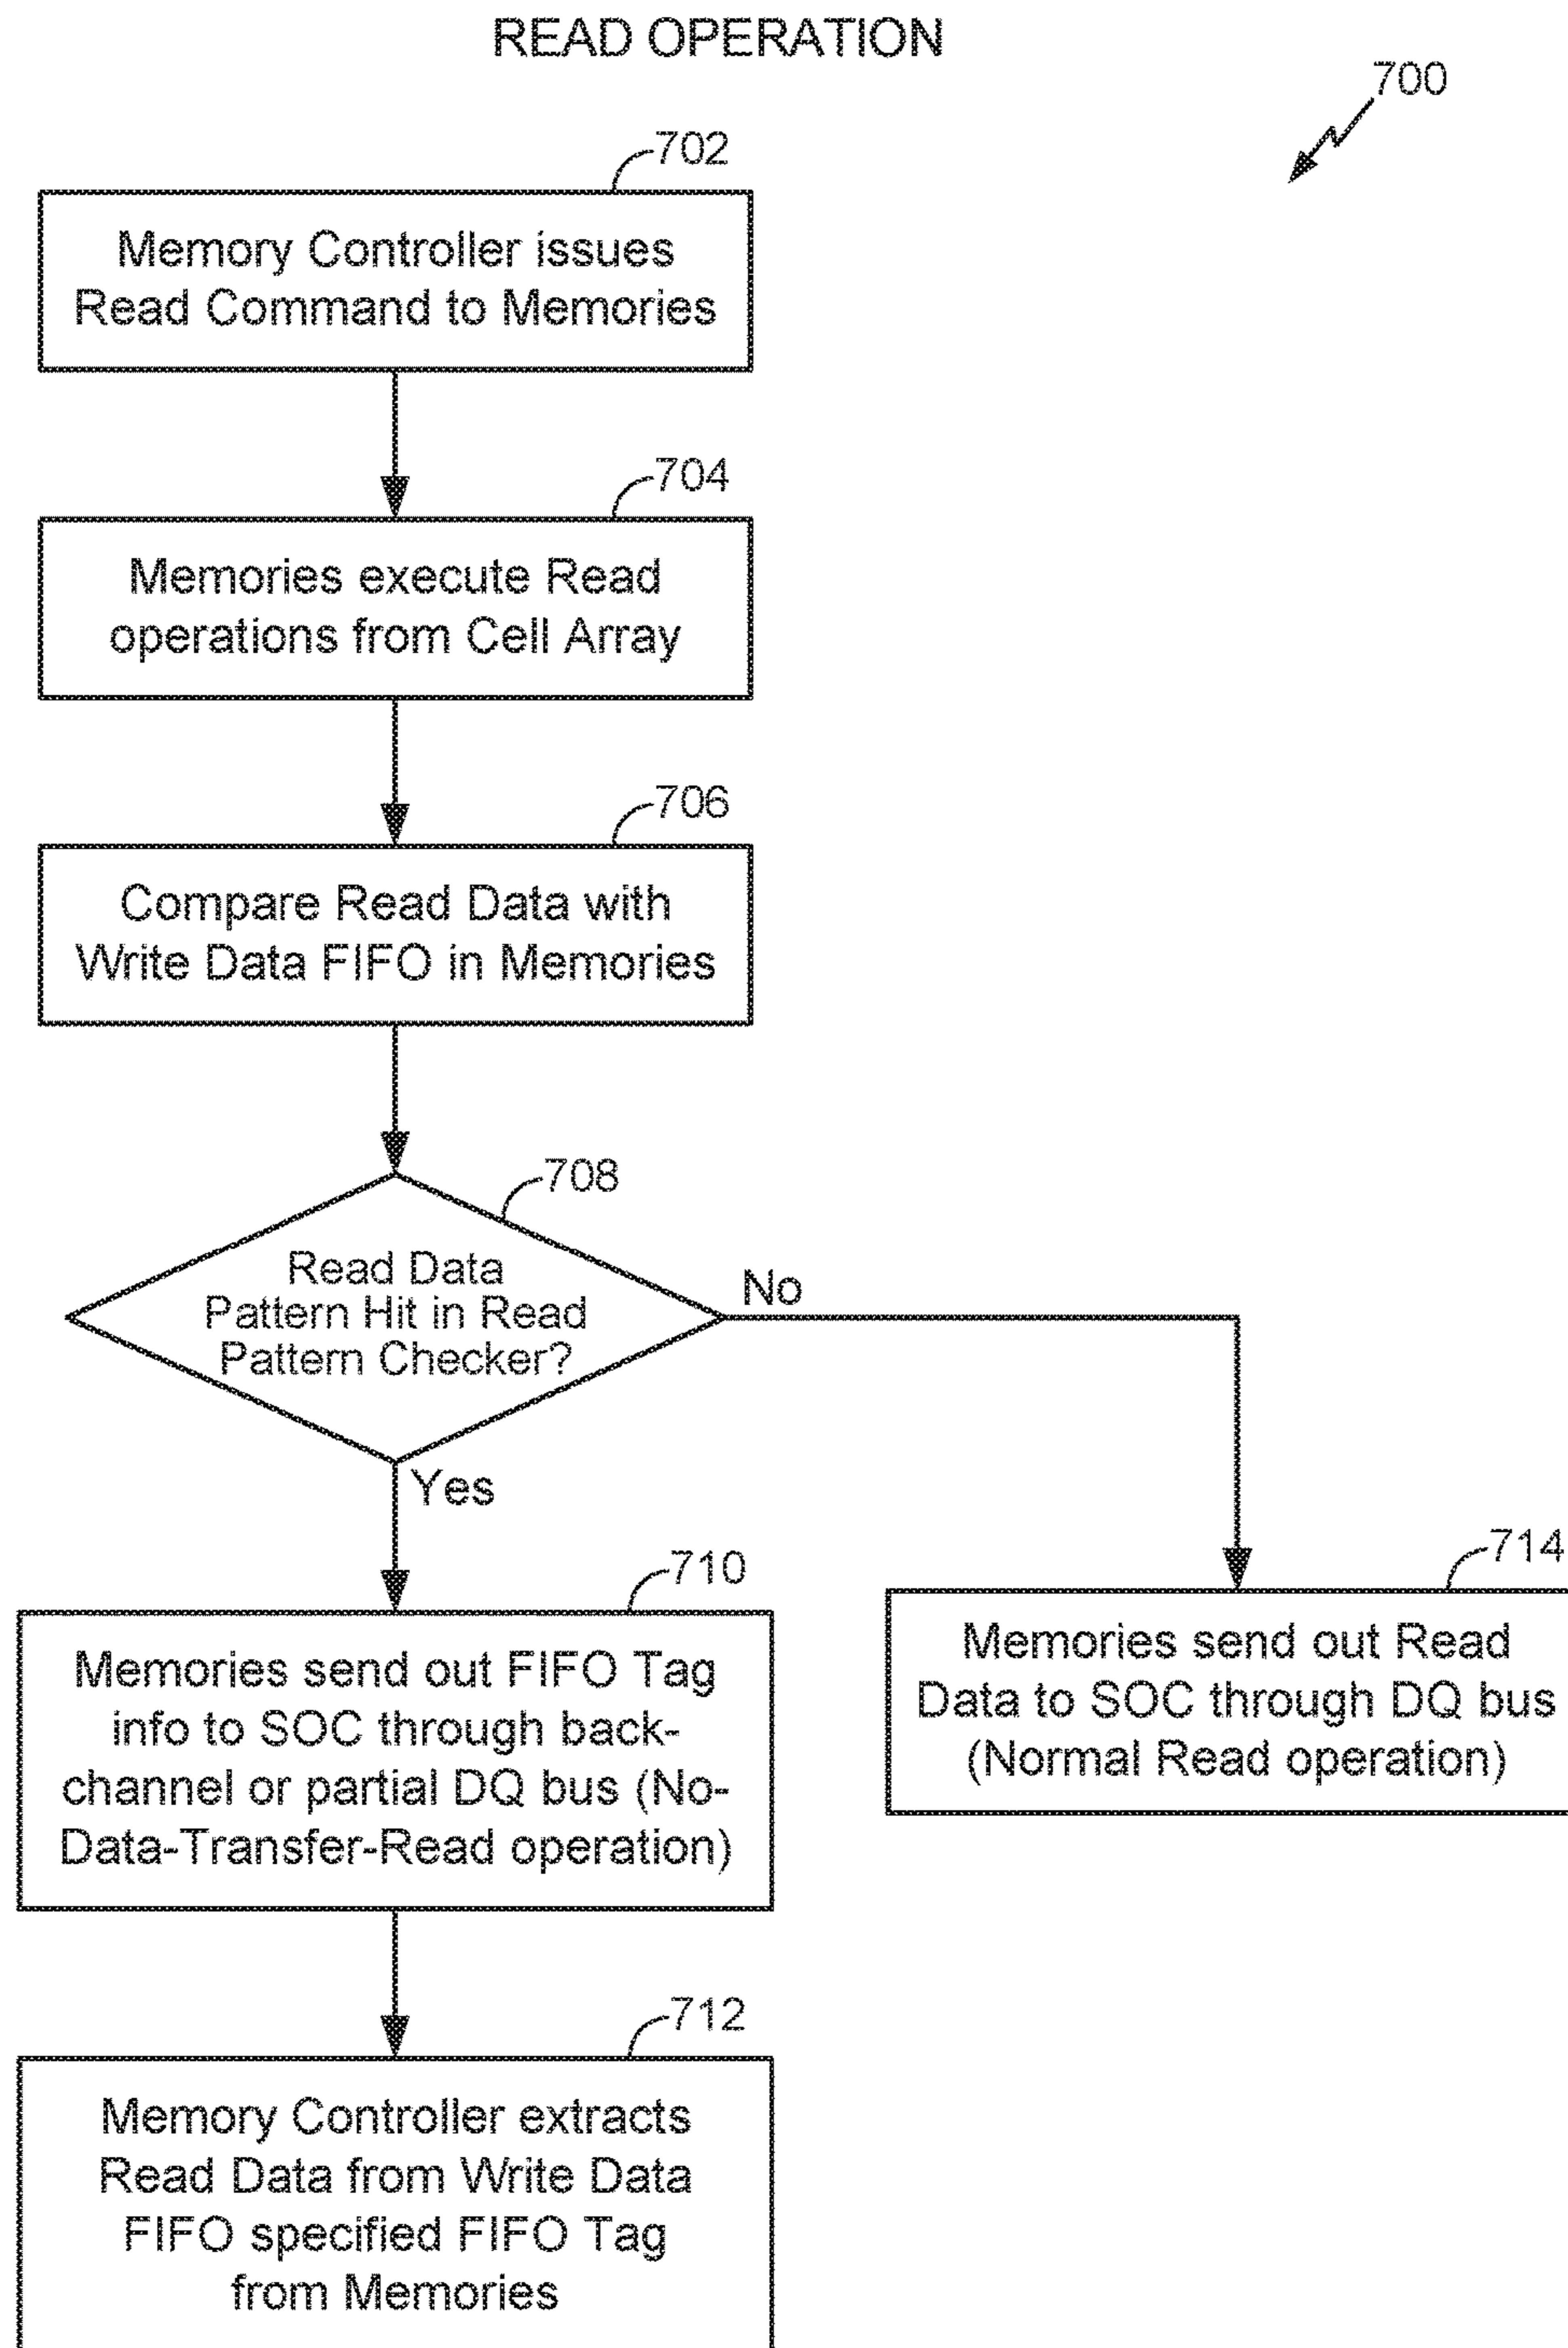 READ OPERATION
700
702
Memory Controller issues
Read Command to Memories
704
Memories execute Read
operations from Cell Array
706
Compare Read Data with
Write Data FIFO in Memories
708
Read Data
Pattern Hit in Read
Pattern Checker?
No
Yes
710
Memories send out FIFO Tag
info to SOC through back-
channel or partial DQ bus (No-
Data-Transfer-Read operation)
714
Memories send out Read
Data to SOC through DQ bus
(Normal Read operation)
712
Memory Controller extracts
Read Data from Write Data
FIFO specified FIFO Tag
from Memories